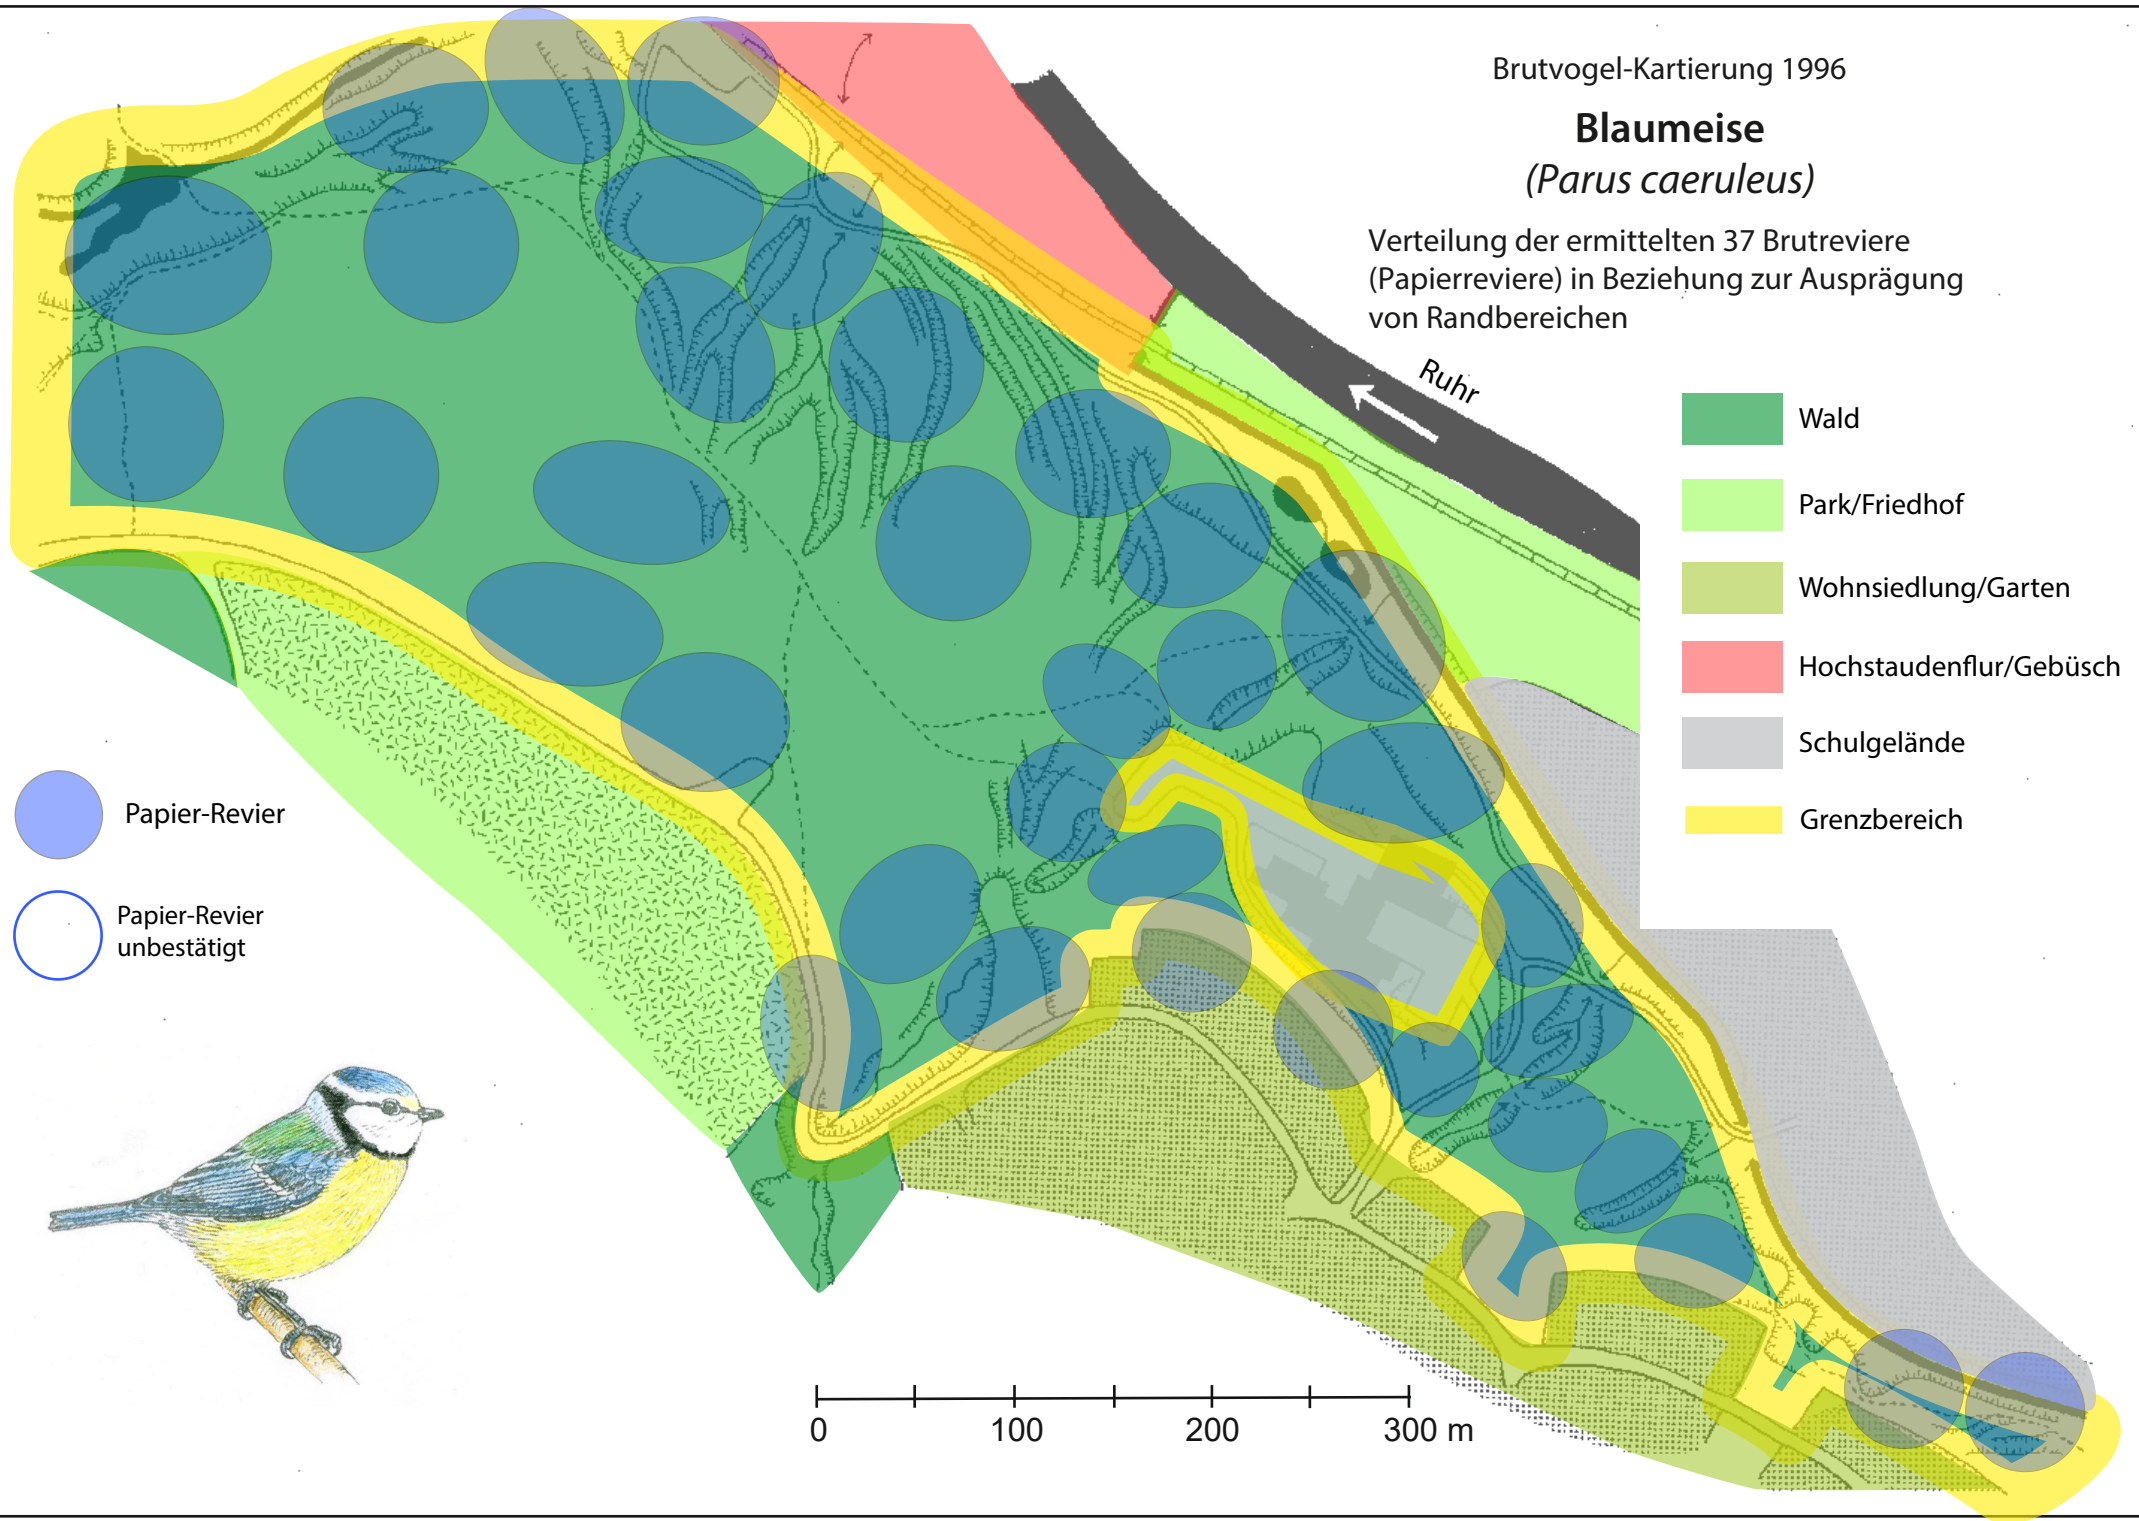 Brutvogel-Kartierung 1996
Blaumeise
(Parus caeruleus)
Verteilung der ermittelten 37 Brutreviere
(Papierreviere) in Beziehung zur Ausprägung
von Randbereichen
Ruhr
Wald
Park/Friedhof
Wohnsiedlung/Garten
Hochstaudenflur/Gebüsch
Schulgelände
Grenzbereich
Papier-Revier
Papier-Revier
unbestätigt
0 100 200 300 m